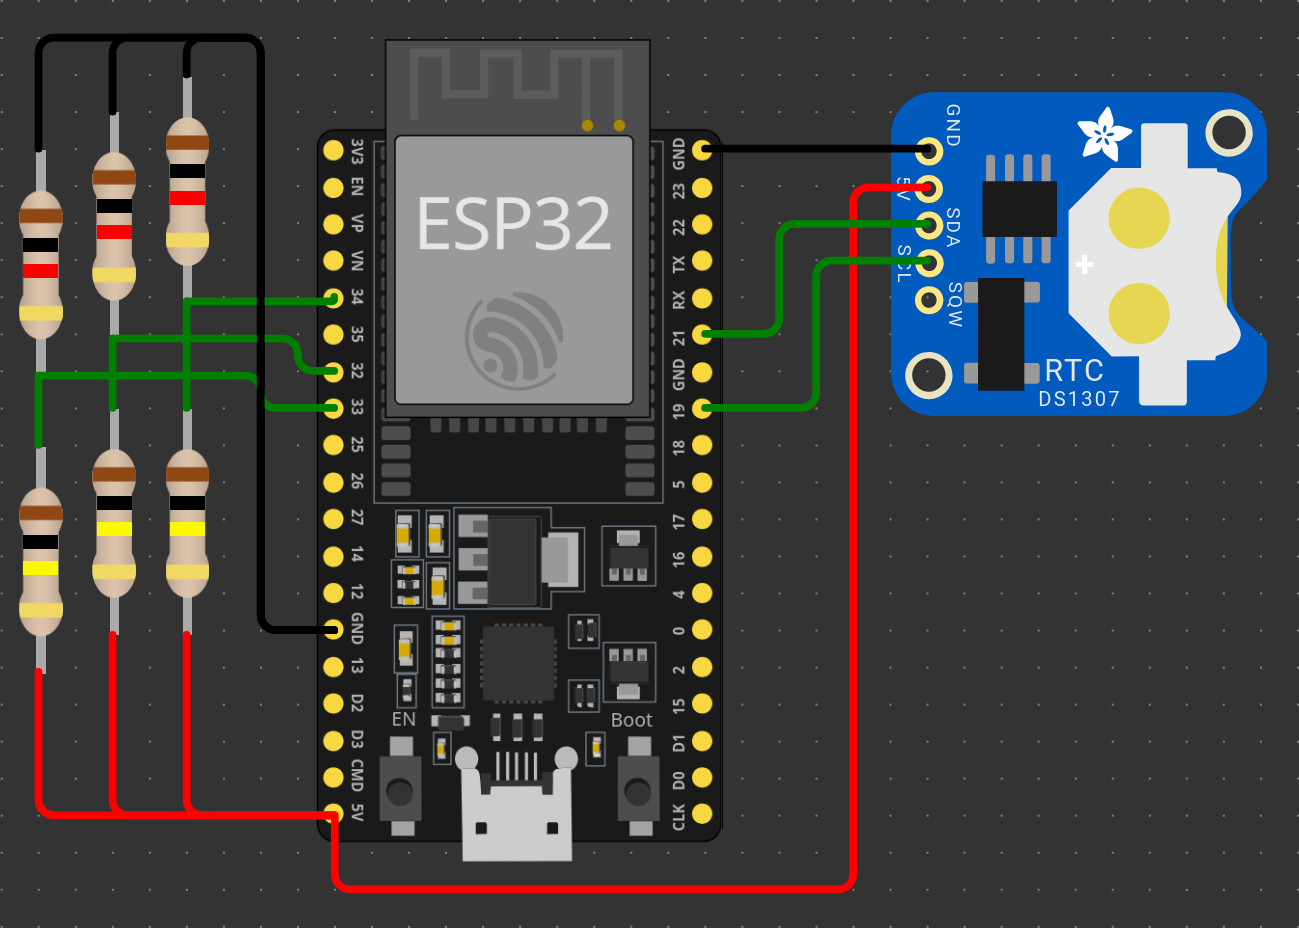 3V3
EN
VP
VN
34
35
32
33
25
26
27
14
12
GND
13
D2
D3
CMD
5V
ESP32
EN
Boot
GND
23
22
TX
RX
21
GND
19
18
5
17
16
4
0
2
15
D1
D0
CLK
GND
5V
SDA
SCL
SQW
+
RTC
DS1307